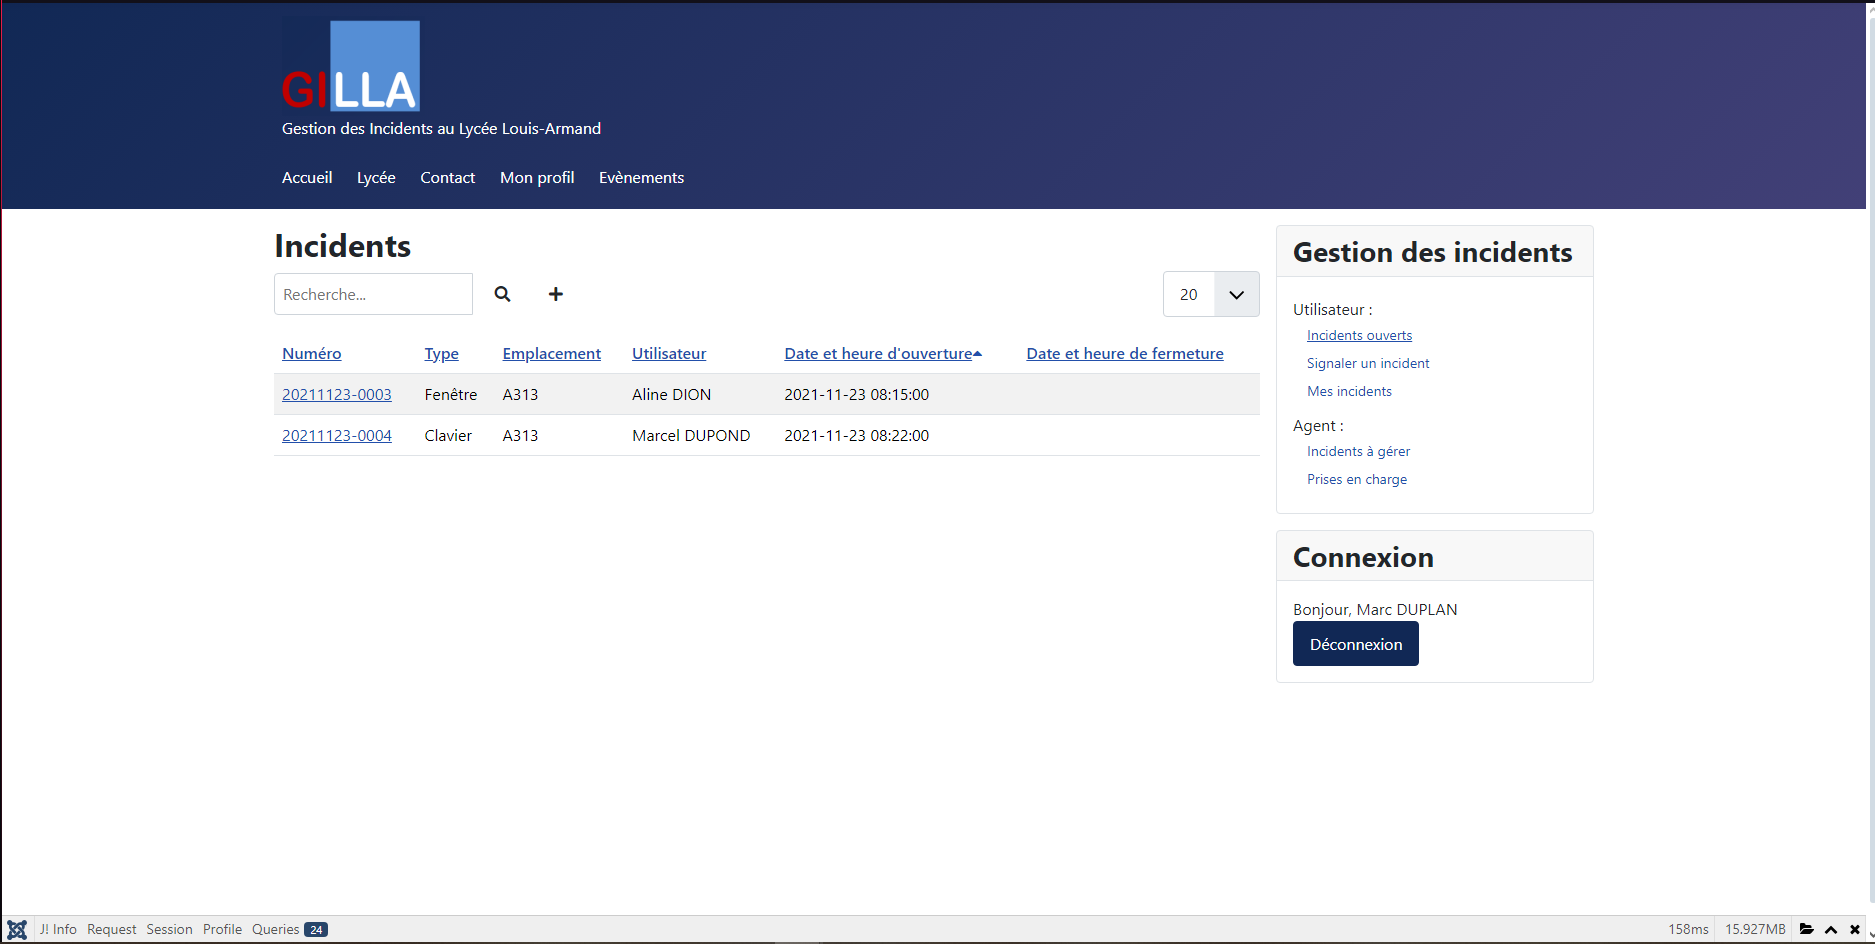 GILLA
Gestion des Incidents au Lycée Louis-Armand
Accueil Lycée Contact Mon profil Evènements
Incidents
Recherche...
20
Numéro Type Emplacement Utilisateur Date et heure d'ouverture Date et heure de fermeture
20211123-0003 Fenêtre A313 Aline DION 2021-11-23 08:15:00
20211123-0004 Clavier A313 Marcel DUPOND 2021-11-23 08:22:00
Gestion des incidents
Utilisateur :
Incidents ouverts
Signaler un incident
Mes incidents
Agent :
Incidents à gérer
Prises en charge
Connexion
Bonjour, Marc DUPLAN
Déconnexion
J! Info Request Session Profile Queries 24 158ms 15.927MB